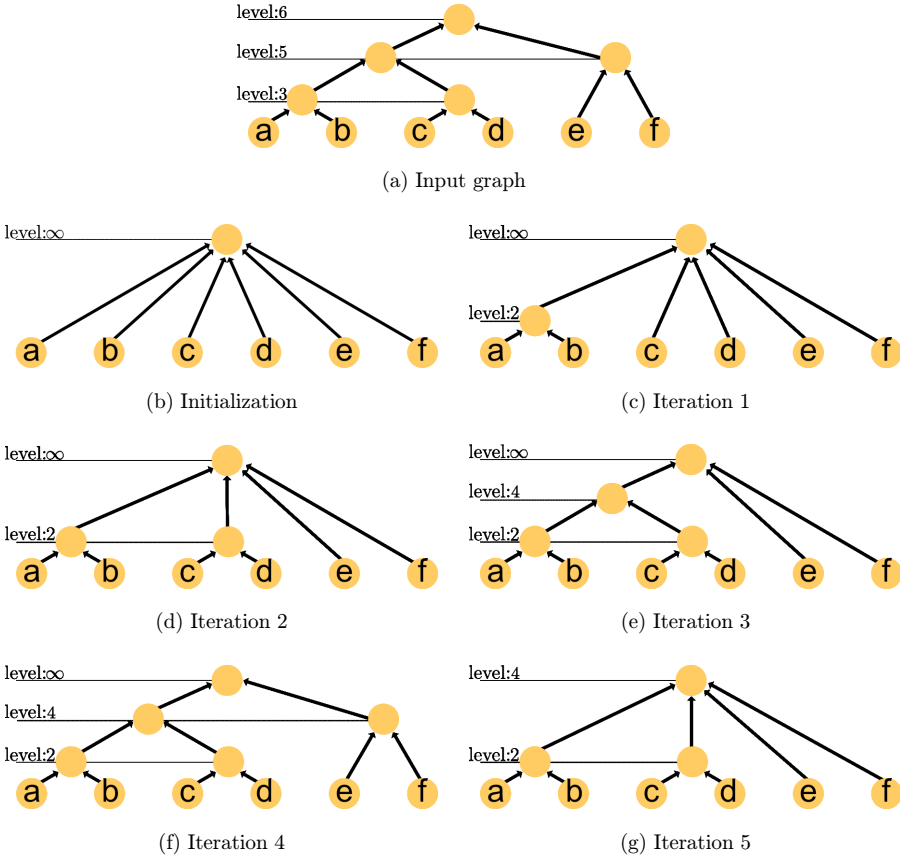 level:6
level:5
level:3
a b c d e f
(a) Input graph
level:∞
a b c d e f
(b) Initialization
level:∞
level:2
a b c d e f
(c) Iteration 1
level:∞
level:2
a b c d e f
(d) Iteration 2
level:∞
level:4
level:2
a b c d e f
(e) Iteration 3
level:∞
level:4
level:2
a b c d e f
(f) Iteration 4
level:4
level:2
a b c d e f
(g) Iteration 5